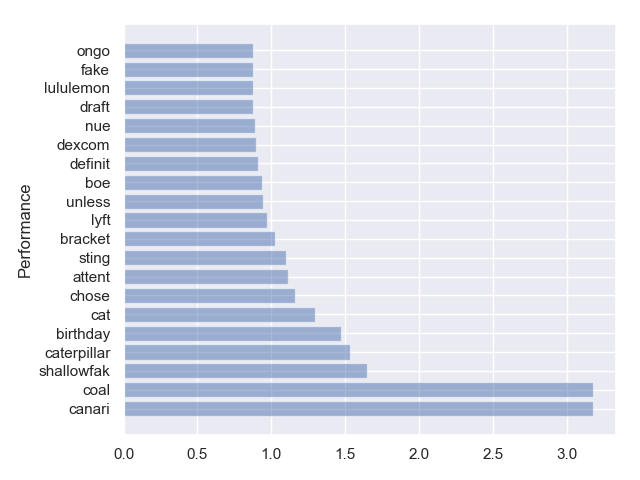 ongo
fake
lululemon
draft
nue
dexcom
definit
boe
unless
lyft
bracket
sting
attent
chose
cat
birthday
caterpillar
shallowfak
coal
canari
Performance
0.0 0.5 1.0 1.5 2.0 2.5 3.0